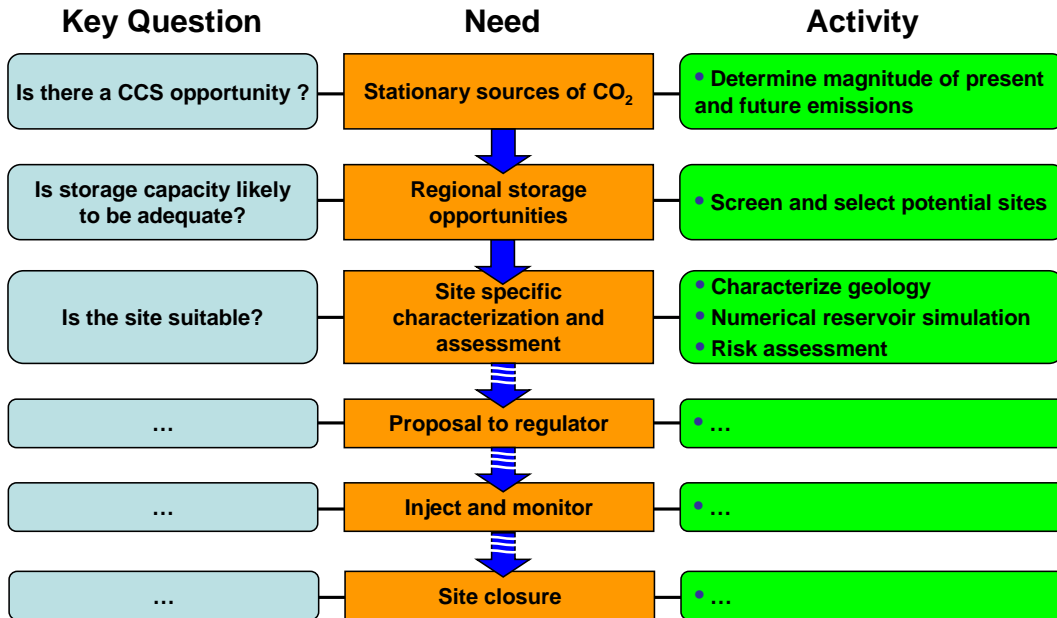 Key Question
Need
Activity
Is there a CCS opportunity ?
Stationary sources of CO₂
• Determine magnitude of present
and future emissions
Is storage capacity likely
to be adequate?
Regional storage
opportunities
• Screen and select potential sites
Is the site suitable?
Site specific
characterization and
assessment
• Characterize geology
• Numerical reservoir simulation
• Risk assessment
…
Proposal to regulator
• …
…
Inject and monitor
• …
…
Site closure
• …